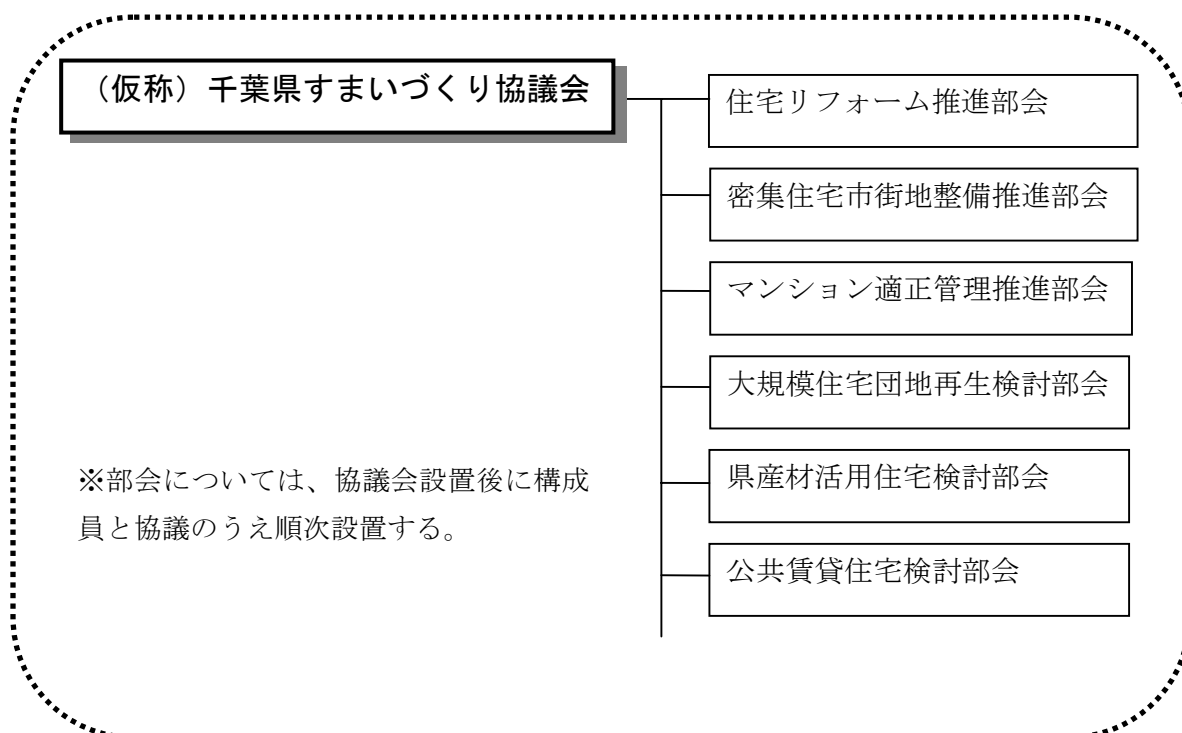 （仮称）千葉県すまいづくり協議会
住宅リフォーム推進部会
密集住宅市街地整備推進部会
マンション適正管理推進部会
大規模住宅団地再生検討部会
県産材活用住宅検討部会
公共賃貸住宅検討部会
※部会については、協議会設置後に構成
員と協議のうえ順次設置する。